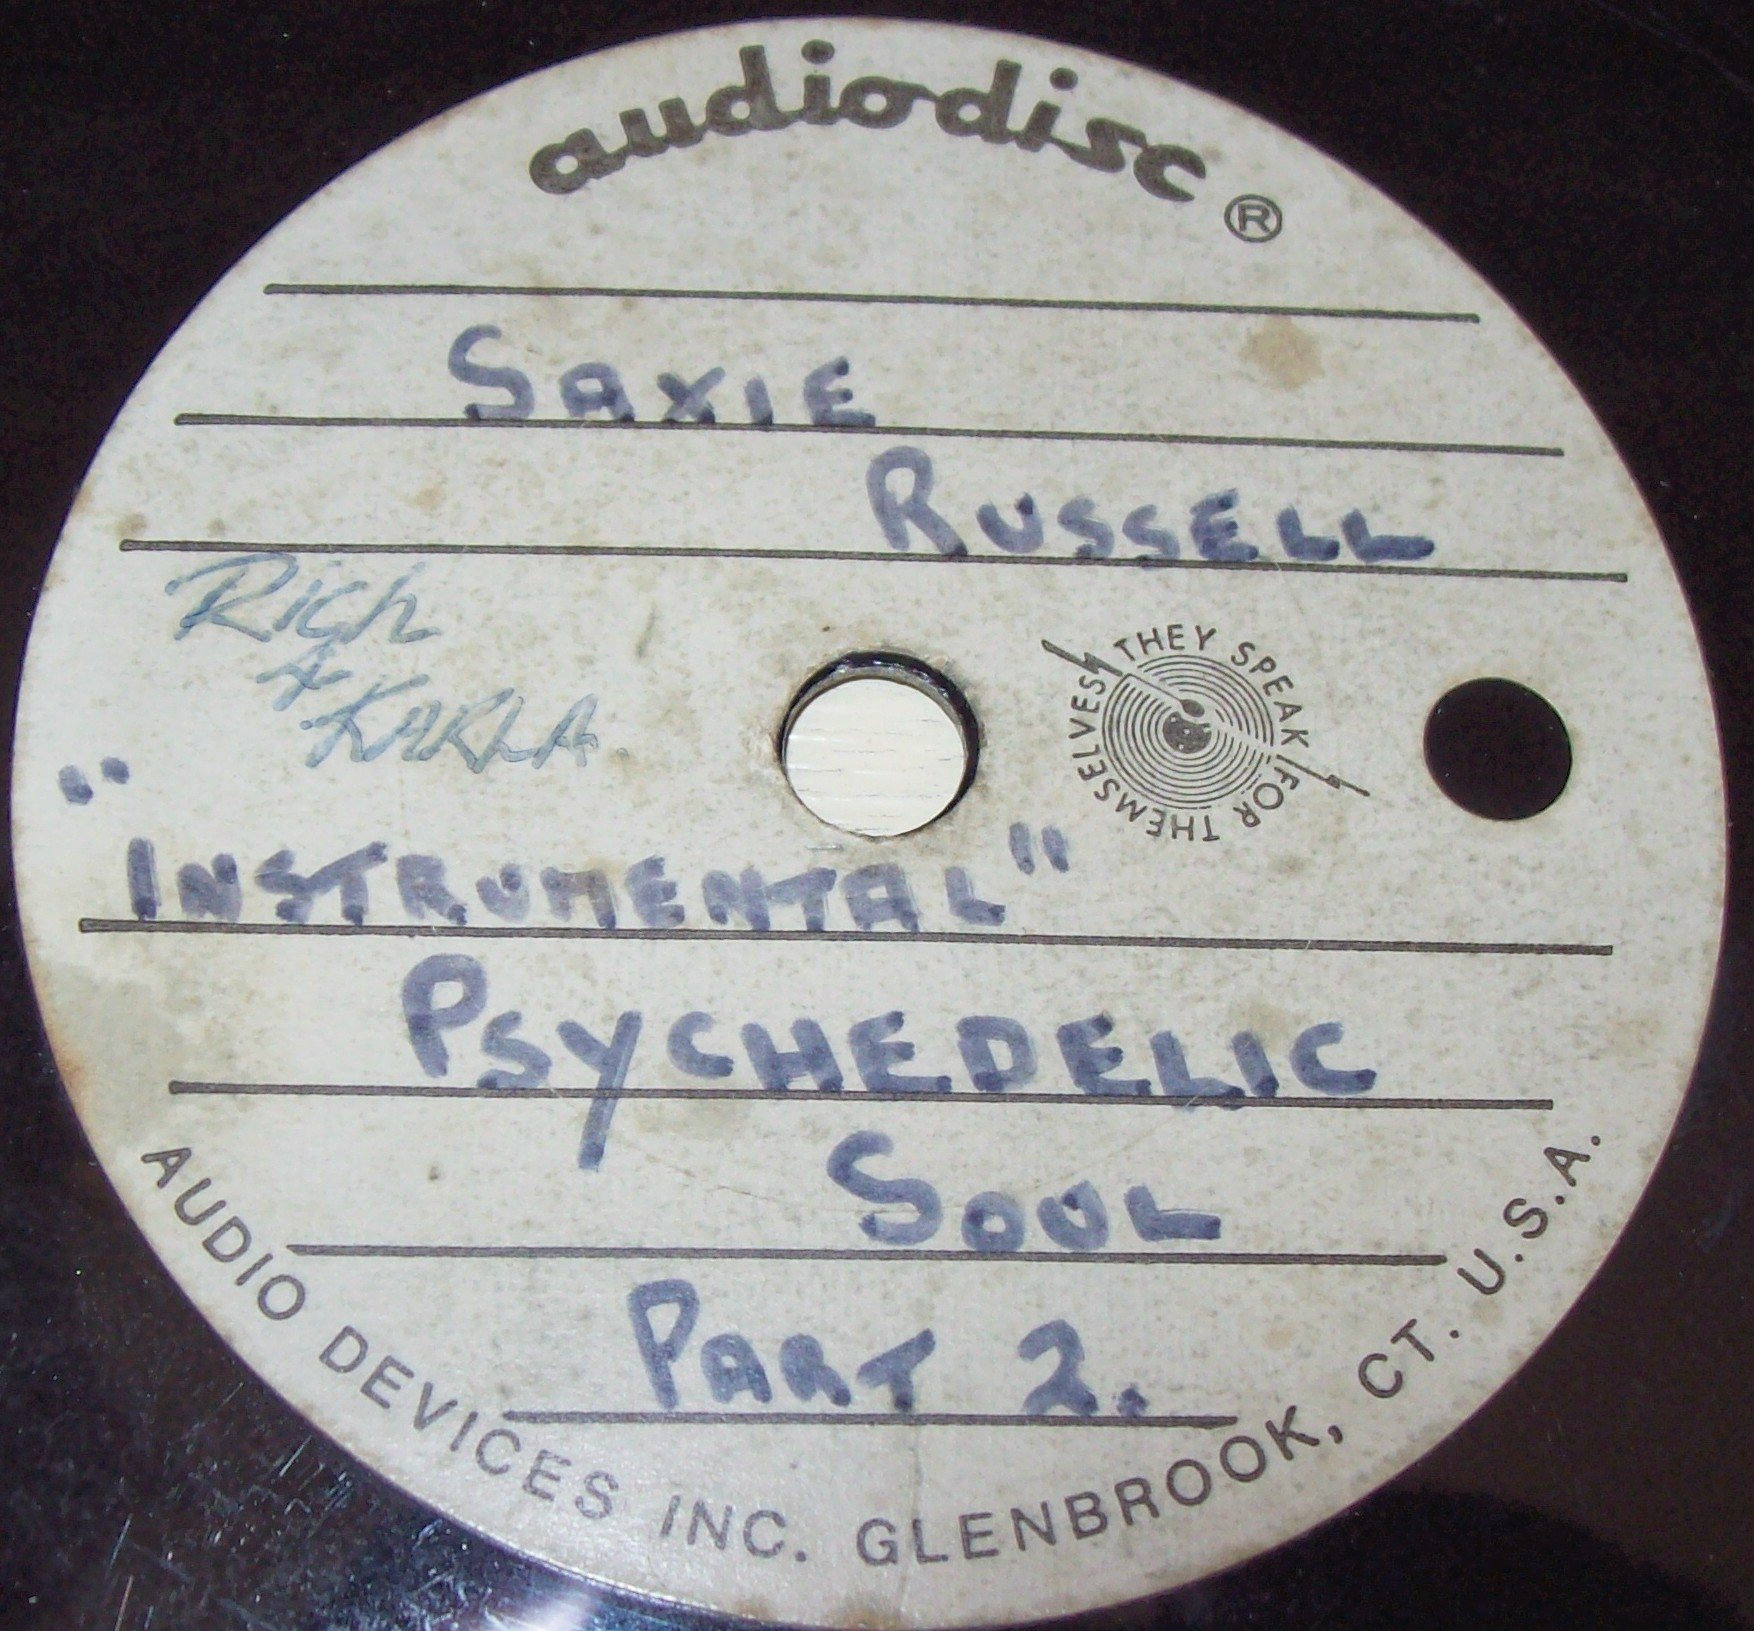 audiodisc ®
SAXIE
RUSSELL
Rich
&
KARLA.
THEY SPEAK FOR THEMSELVES
"INSTRUMENTAL"
PSYCHEDELIC
SOUL
PART 2.
AUDIO DEVICES INC. GLENBROOK, CT. U.S.A.